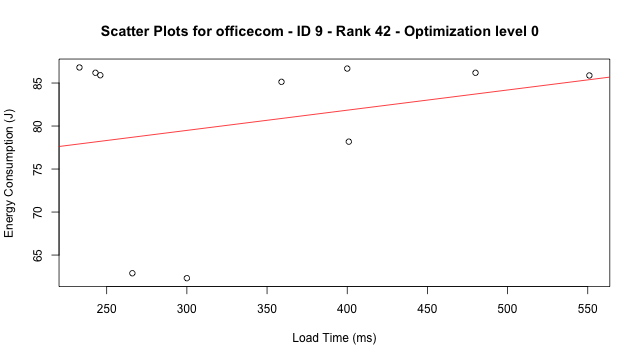 Scatter Plots for officecom - ID 9 - Rank 42 - Optimization level 0
Energy Consumption (J)
85
80
75
70
65
250 300 350 400 450 500 550
Load Time (ms)